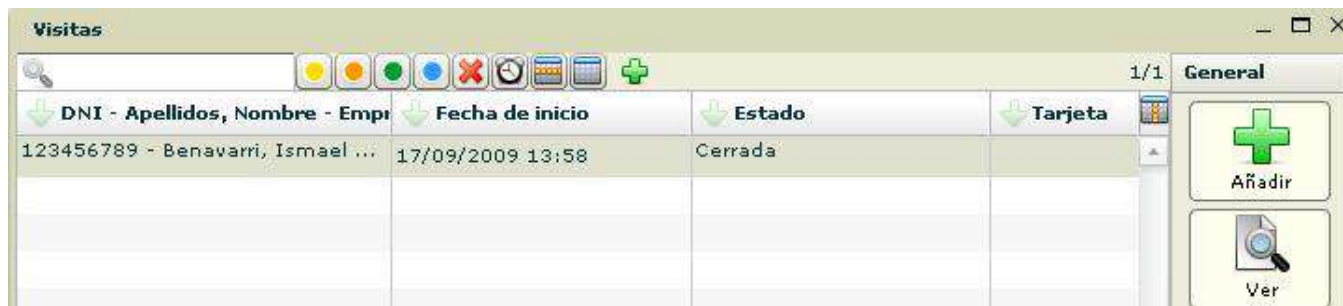 Visitas
1/1 General
DNI - Apellidos, Nombre - Empr Fecha de inicio Estado Tarjeta
123456789 - Benavarri, Ismael ... 17/09/2009 13:58 Cerrada
Añadir
Ver